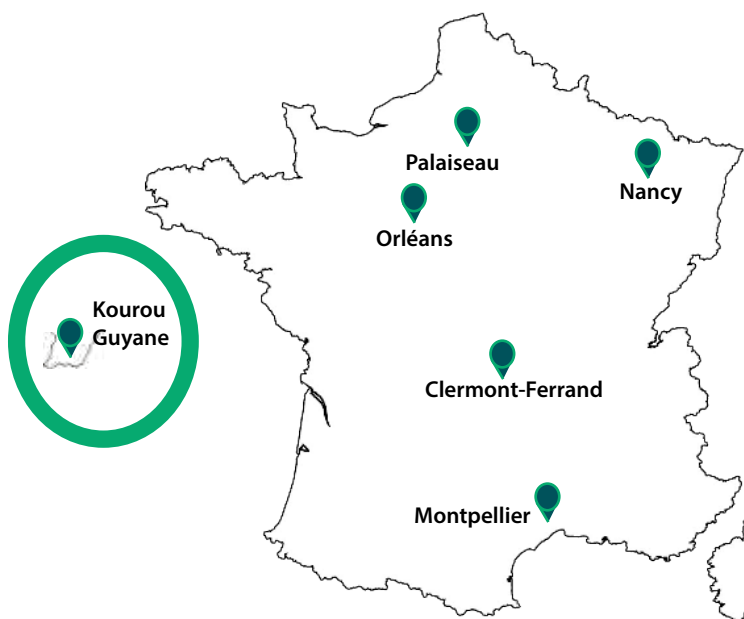 Palaiseau
Nancy
Orléans
Kourou
Guyane
Clermont-Ferrand
Montpellier